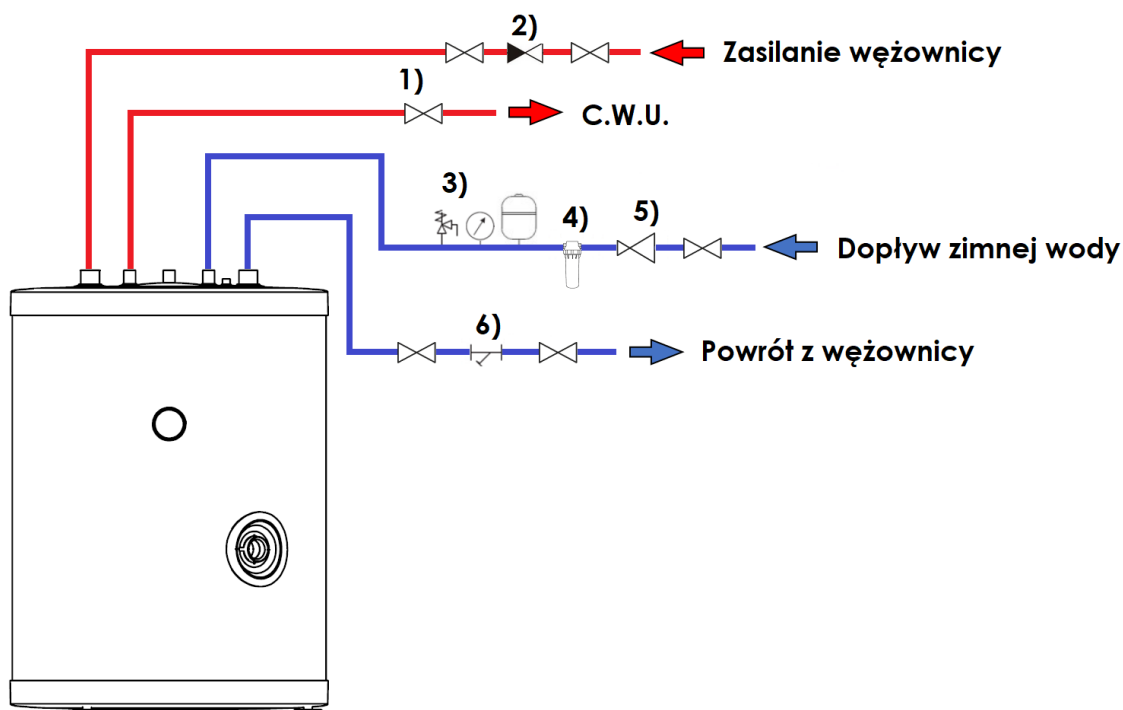 2)
Zasilanie wężownicy
1)
C.W.U.
3)
4)
5)
Dopływ zimnej wody
6)
Powrót z wężownicy